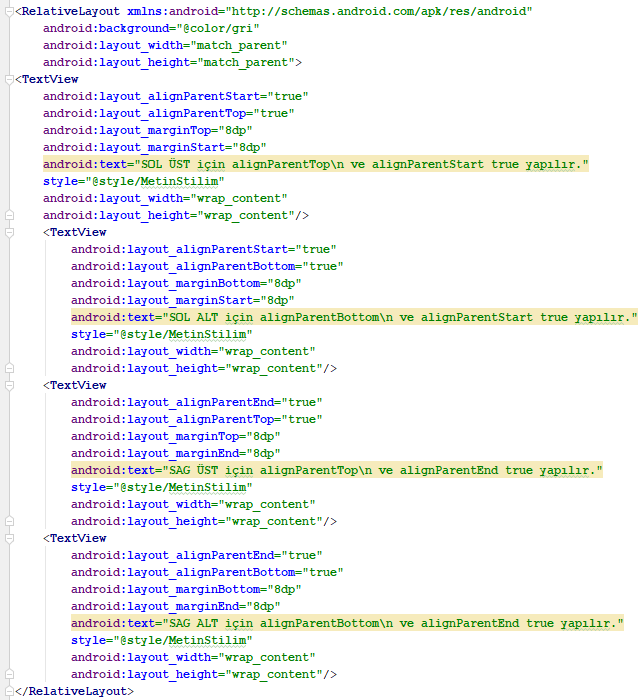 <RelativeLayout xmlns:android="http://schemas.android.com/apk/res/android"
    android:background="@color/gri"
    android:layout_width="match_parent"
    android:layout_height="match_parent">
<TextView
    android:layout_alignParentStart="true"
    android:layout_alignParentTop="true"
    android:layout_marginTop="8dp"
    android:layout_marginStart="8dp"
    android:text="SOL ÜST için alignParentTop\n ve alignParentStart true yapılır."
    style="@style/MetinStilim"
    android:layout_width="wrap_content"
    android:layout_height="wrap_content"/>
    <TextView
        android:layout_alignParentStart="true"
        android:layout_alignParentBottom="true"
        android:layout_marginBottom="8dp"
        android:layout_marginStart="8dp"
        android:text="SOL ALT için alignParentBottom\n ve alignParentStart true yapılır."
        style="@style/MetinStilim"
        android:layout_width="wrap_content"
        android:layout_height="wrap_content"/>
    <TextView
        android:layout_alignParentEnd="true"
        android:layout_alignParentTop="true"
        android:layout_marginTop="8dp"
        android:layout_marginEnd="8dp"
        android:text="SAG ÜST için alignParentTop\n ve alignParentEnd true yapılır."
        style="@style/MetinStilim"
        android:layout_width="wrap_content"
        android:layout_height="wrap_content"/>
    <TextView
        android:layout_alignParentEnd="true"
        android:layout_alignParentBottom="true"
        android:layout_marginBottom="8dp"
        android:layout_marginEnd="8dp"
        android:text="SAG ALT için alignParentBottom\n ve alignParentEnd true yapılır."
        style="@style/MetinStilim"
        android:layout_width="wrap_content"
        android:layout_height="wrap_content"/>
</RelativeLayout>